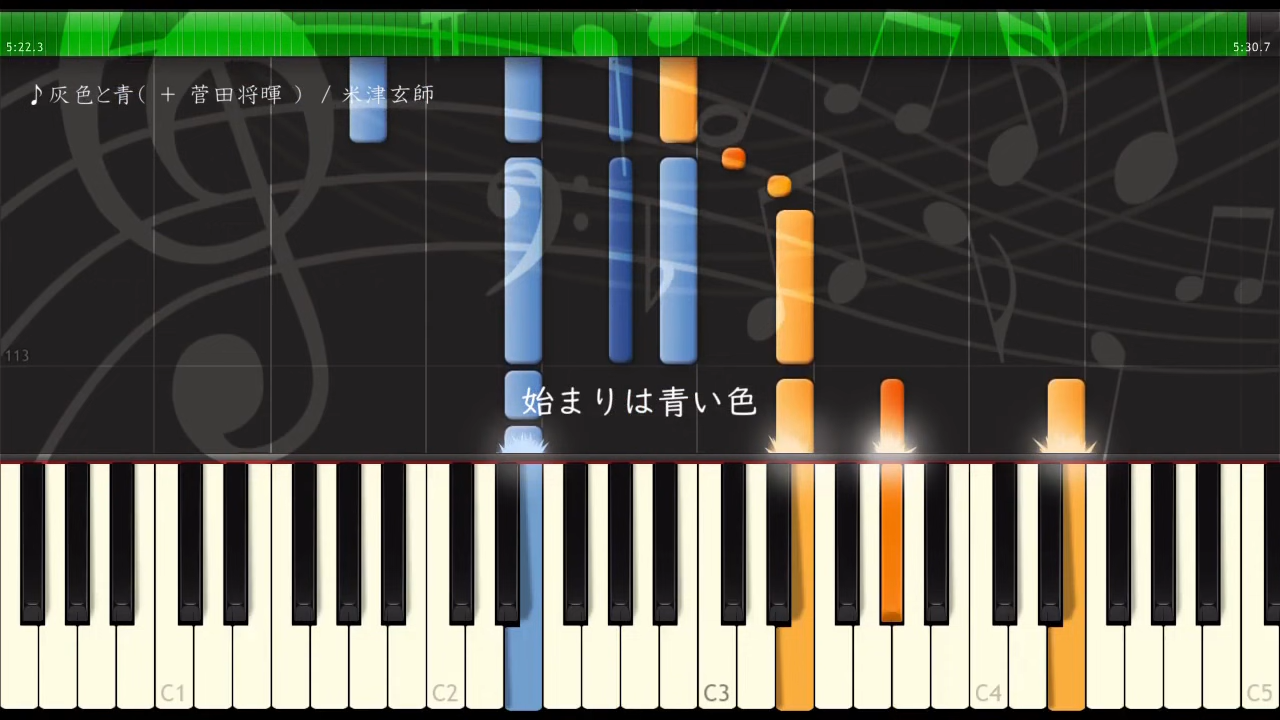 5:22.3
5:30.7
♪灰色と青( + 菅田将暉 ) / 米津玄師
113
始まりは青い色
C1
C2
C3
C4
C5